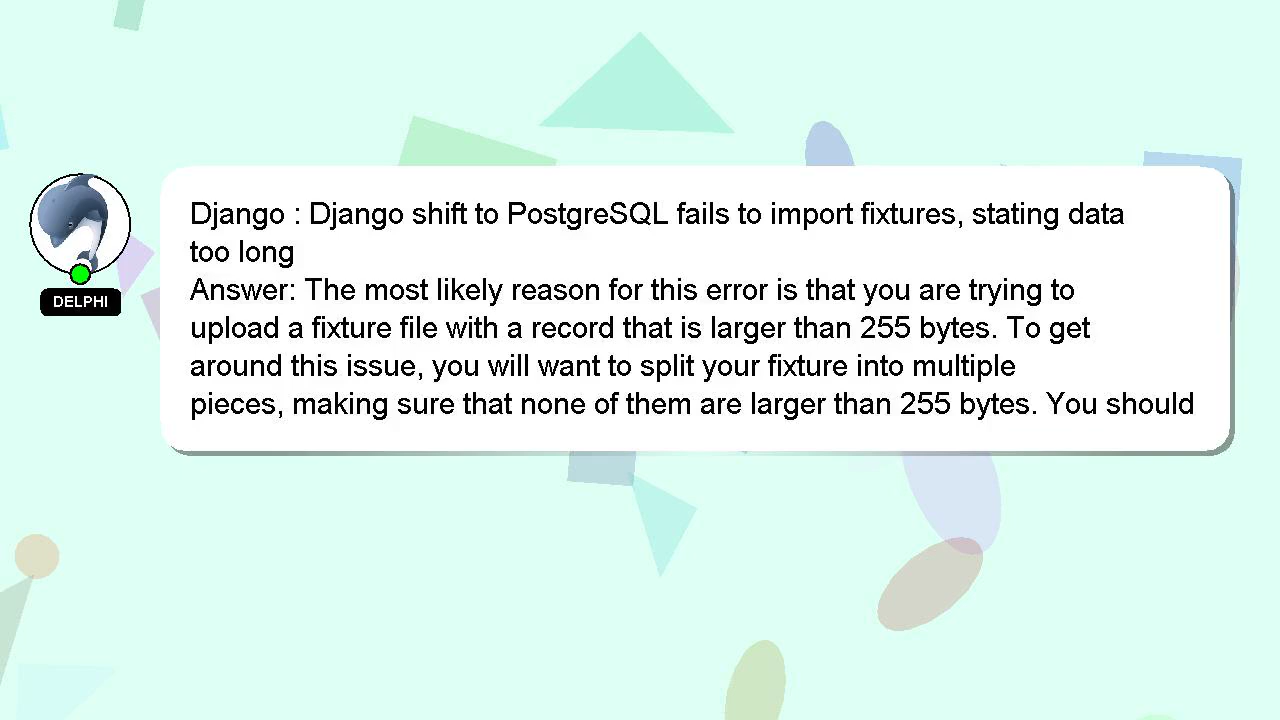 Django : Django shift to PostgreSQL fails to import fixtures, stating data
too long
Answer: The most likely reason for this error is that you are trying to
upload a fixture file with a record that is larger than 255 bytes. To get
around this issue, you will want to split your fixture into multiple
pieces, making sure that none of them are larger than 255 bytes. You should
DELPHI